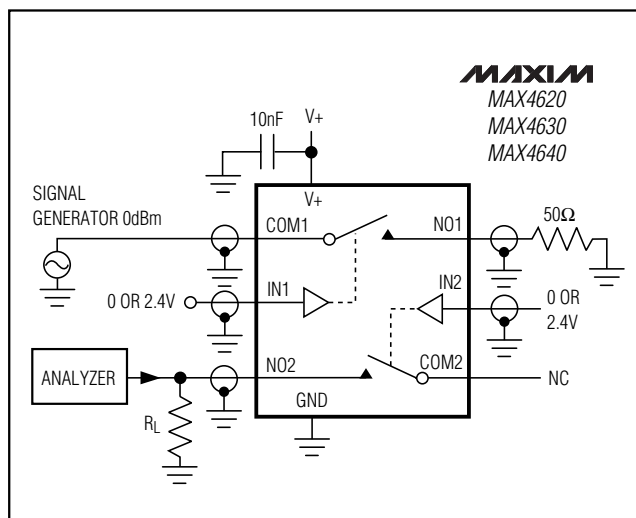 MAXIM
MAX4620
MAX4630
MAX4640
10nF
V+
V+
SIGNAL
GENERATOR 0dBm
COM1
NO1
50Ω
0 OR 2.4V
IN1
IN2
0 OR
2.4V
ANALYZER
NO2
COM2
NC
RL
GND